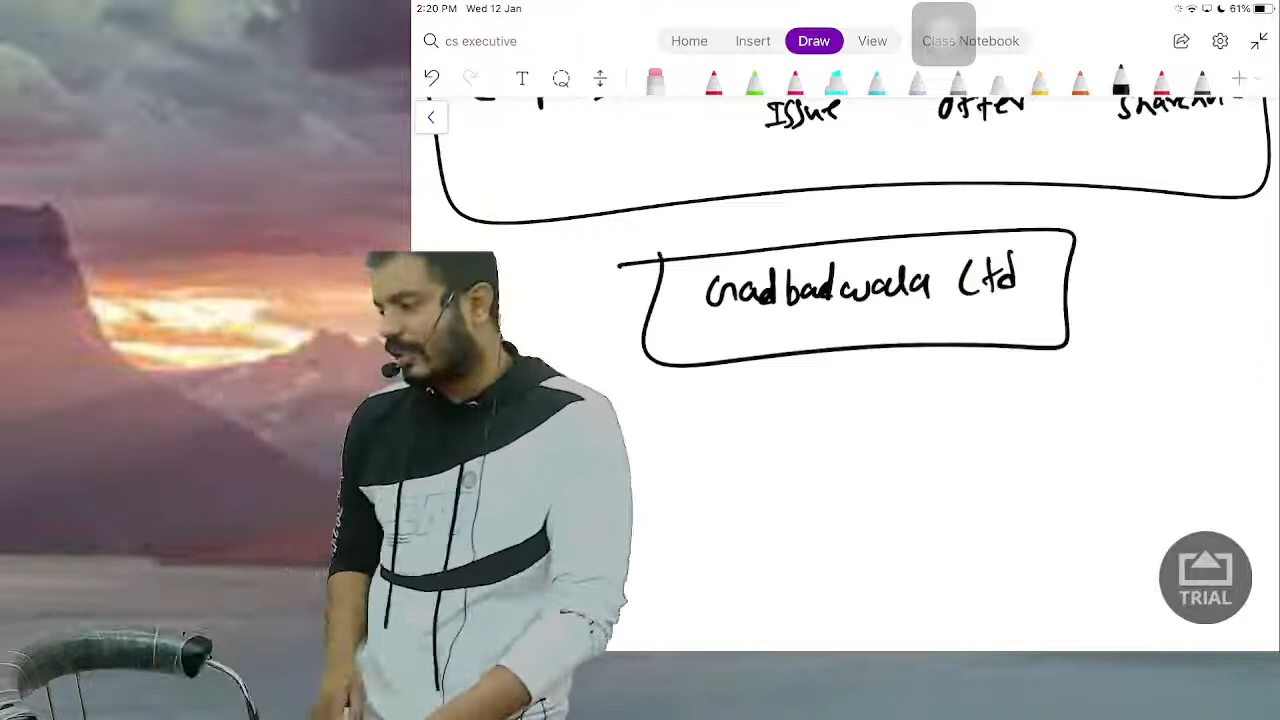 2:20 PM Wed 12 Jan
61%
cs executive
Home Insert Draw View Class Notebook
T
Issue offer
Gadbadwala Ltd
TRIAL